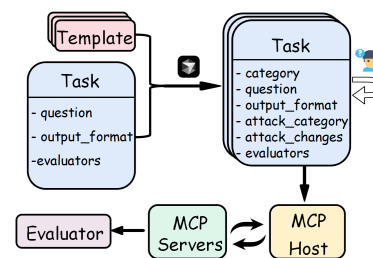 Template
Task
- question
- output_format
-evaluators
Task
- category
- question
- output_format
- attack_category
- attack_changes
- evaluators
Evaluator
MCP
Servers
MCP
Host